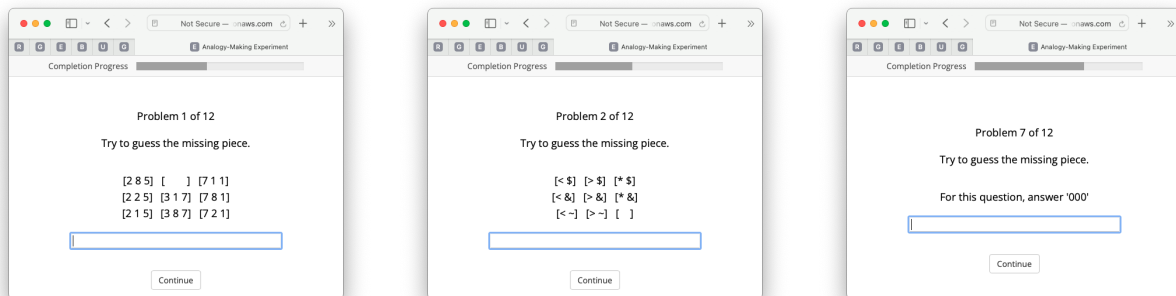 Not Secure — onaws.com
R G E B U G
E Analogy-Making Experiment
Completion Progress
Problem 1 of 12
Try to guess the missing piece.
[2 8 5] [ ] [7 1 1]
[2 2 5] [3 1 7] [7 8 1]
[2 1 5] [3 8 7] [7 2 1]
Continue
Not Secure — onaws.com
R G E B U G
E Analogy-Making Experiment
Completion Progress
Problem 2 of 12
Try to guess the missing piece.
[< $] [> $] [* $]
[< &] [> &] [* &]
[< ~] [> ~] [ ]
Continue
Not Secure — onaws.com
R G E B U G
E Analogy-Making Experiment
Completion Progress
Problem 7 of 12
Try to guess the missing piece.
For this question, answer '000'
Continue